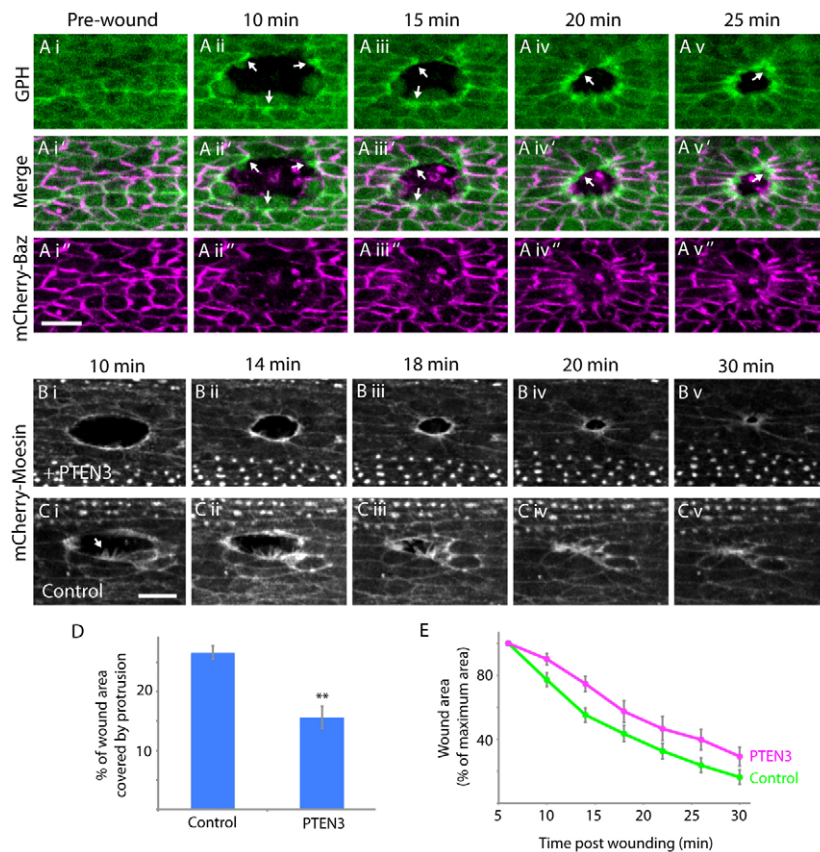 Pre-wound 10 min 15 min 20 min 25 min
GPH
A i A ii A iii A iv A v
Merge
A i' A ii' A iii' A iv' A v'
mCherry-Baz
A i'' A ii'' A iii'' A iv'' A v''
10 min 14 min 18 min 20 min 30 min
mCherry-Moesin
B i B ii B iii B iv B v
+PTEN3
C i C ii C iii C iv C v
Control
D
% of wound area
covered by protrusion
20
10
Control PTEN3
**
E
Wound area
(% of maximum area)
80
40
PTEN3
Control
5 10 15 20 25 30
Time post wounding (min)